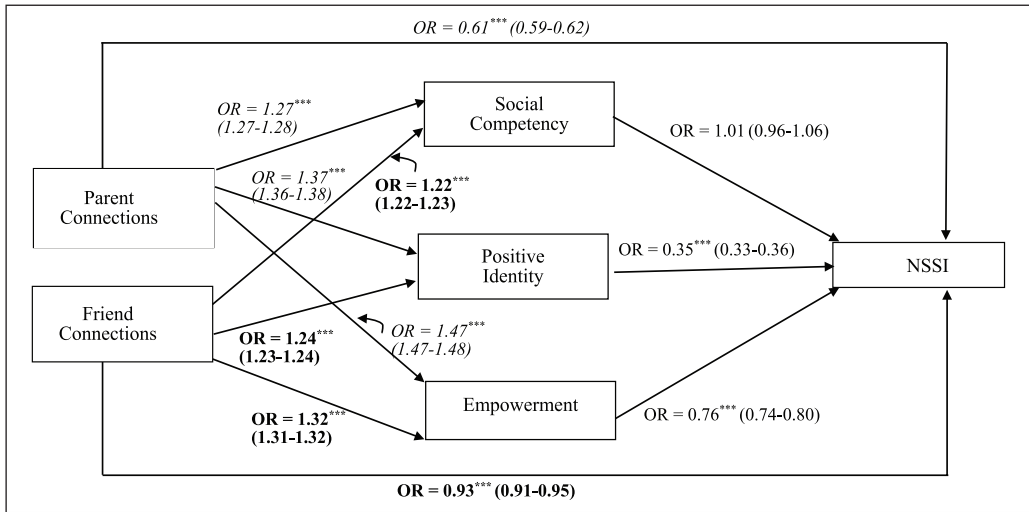 OR = 0.61*** (0.59-0.62)
OR = 1.27***
(1.27-1.28)
Social
Competency
OR = 1.01 (0.96-1.06)
OR = 1.37***
(1.36-1.38)
OR = 1.22***
(1.22-1.23)
Parent
Connections
Positive
Identity
OR = 0.35*** (0.33-0.36)
NSSI
Friend
Connections
OR = 1.24***
(1.23-1.24)
OR = 1.47***
(1.47-1.48)
Empowerment
OR = 1.32***
(1.31-1.32)
OR = 0.76*** (0.74-0.80)
OR = 0.93*** (0.91-0.95)